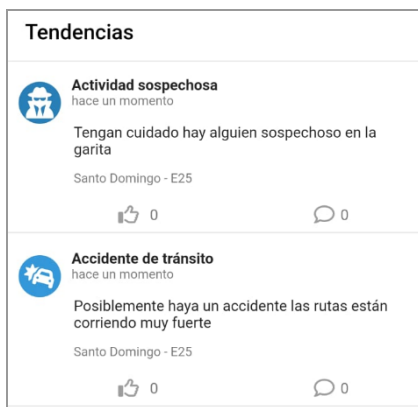 Tendencias
Actividad sospechosa
hace un momento
Tengan cuidado hay alguien sospechoso en la
garita
Santo Domingo - E25
0
0
Accidente de tránsito
hace un momento
Posiblemente haya un accidente las rutas están
corriendo muy fuerte
Santo Domingo - E25
0
0